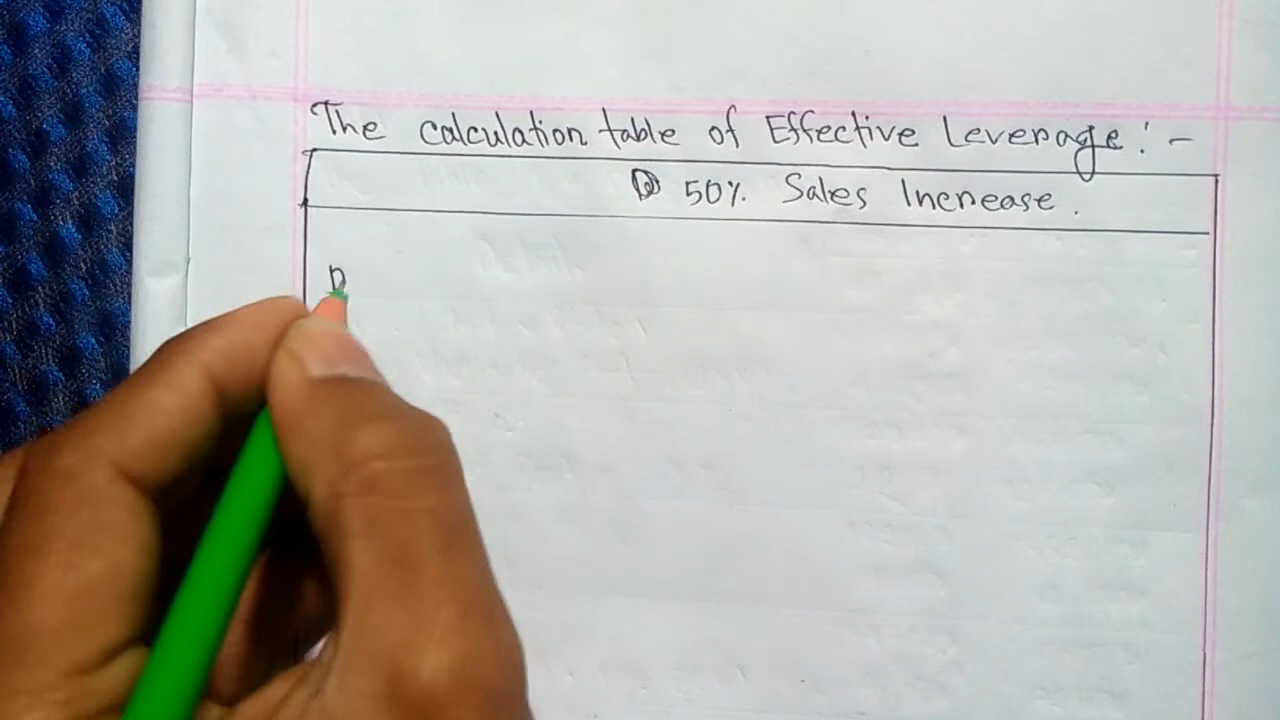 The calculation table of Effective Leverage: -
@ 50% Sales Increase.
D